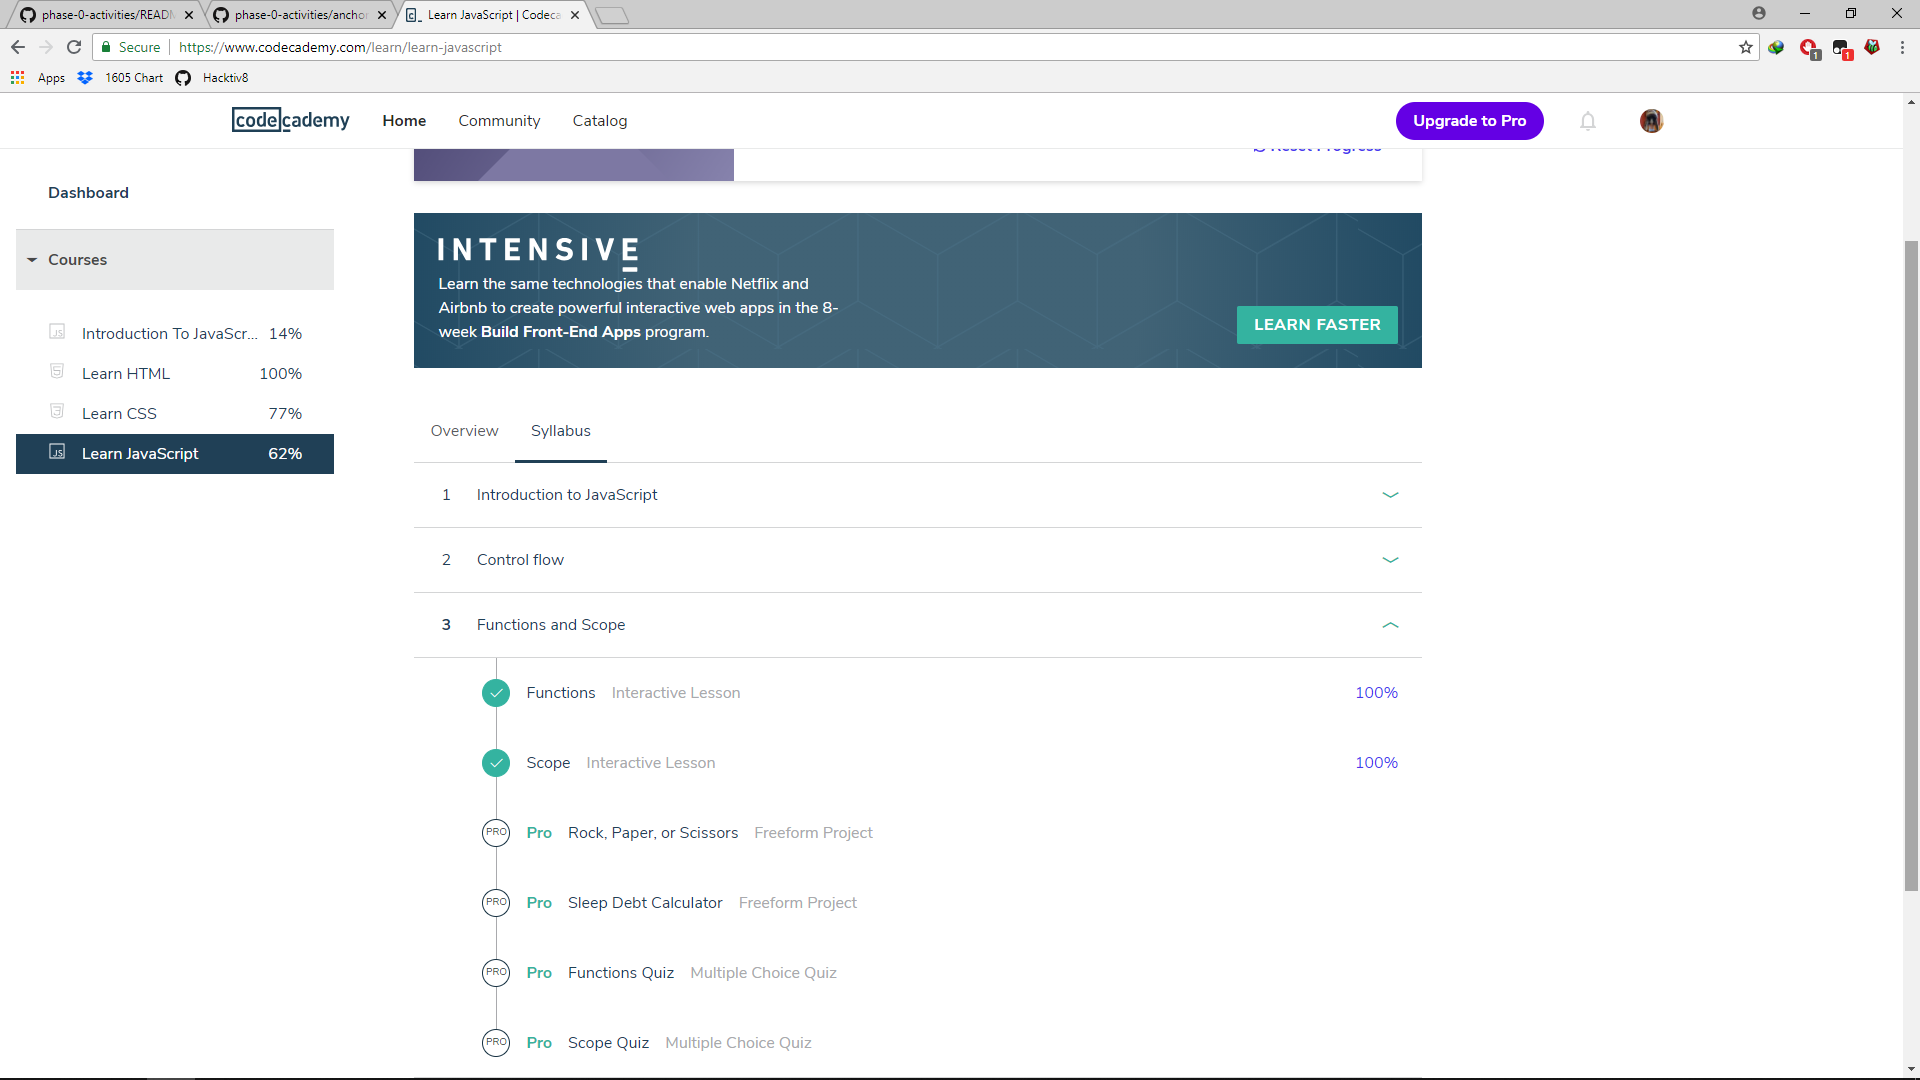 phase-0-activities/READM
phase-0-activities/anchor
Learn JavaScript | Codeca
Secure
https://www.codecademy.com/learn/learn-javascript
Apps
1605 Chart
Hacktiv8
codecademy
Home
Community
Catalog
Upgrade to Pro
Reset Progress
Dashboard
Courses
Introduction To JavaScr... 14%
Learn HTML 100%
Learn CSS 77%
Learn JavaScript 62%
INTENSIVE
Learn the same technologies that enable Netflix and
Airbnb to create powerful interactive web apps in the 8-
week Build Front-End Apps program.
LEARN FASTER
Overview
Syllabus
1 Introduction to JavaScript
2 Control flow
3 Functions and Scope
Functions Interactive Lesson 100%
Scope Interactive Lesson 100%
PRO Pro Rock, Paper, or Scissors Freeform Project
PRO Pro Sleep Debt Calculator Freeform Project
PRO Pro Functions Quiz Multiple Choice Quiz
PRO Pro Scope Quiz Multiple Choice Quiz